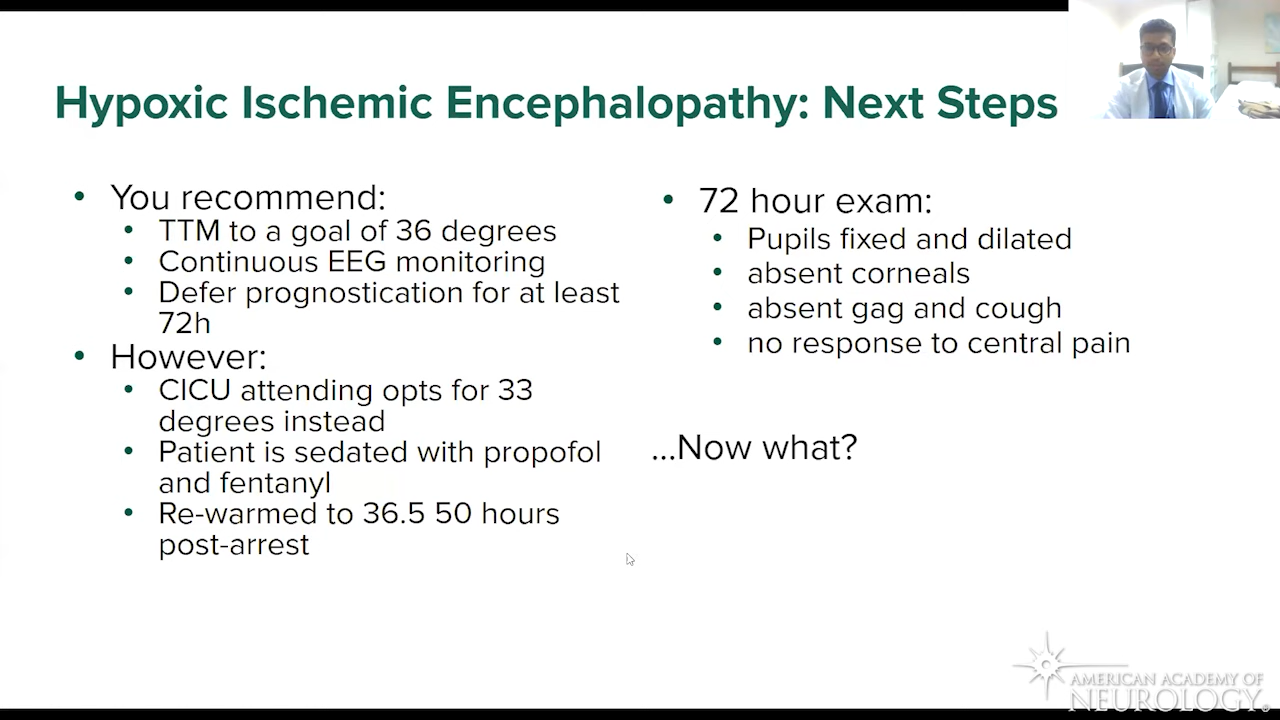 Hypoxic Ischemic Encephalopathy: Next Steps
• You recommend:
• TTM to a goal of 36 degrees
• Continuous EEG monitoring
• Defer prognostication for at least
72h
• However:
• CICU attending opts for 33
degrees instead
• Patient is sedated with propofol
and fentanyl
• Re-warmed to 36.5 50 hours
post-arrest
• 72 hour exam:
• Pupils fixed and dilated
• absent corneals
• absent gag and cough
• no response to central pain
...Now what?
AMERICAN ACADEMY OF
NEUROLOGY®